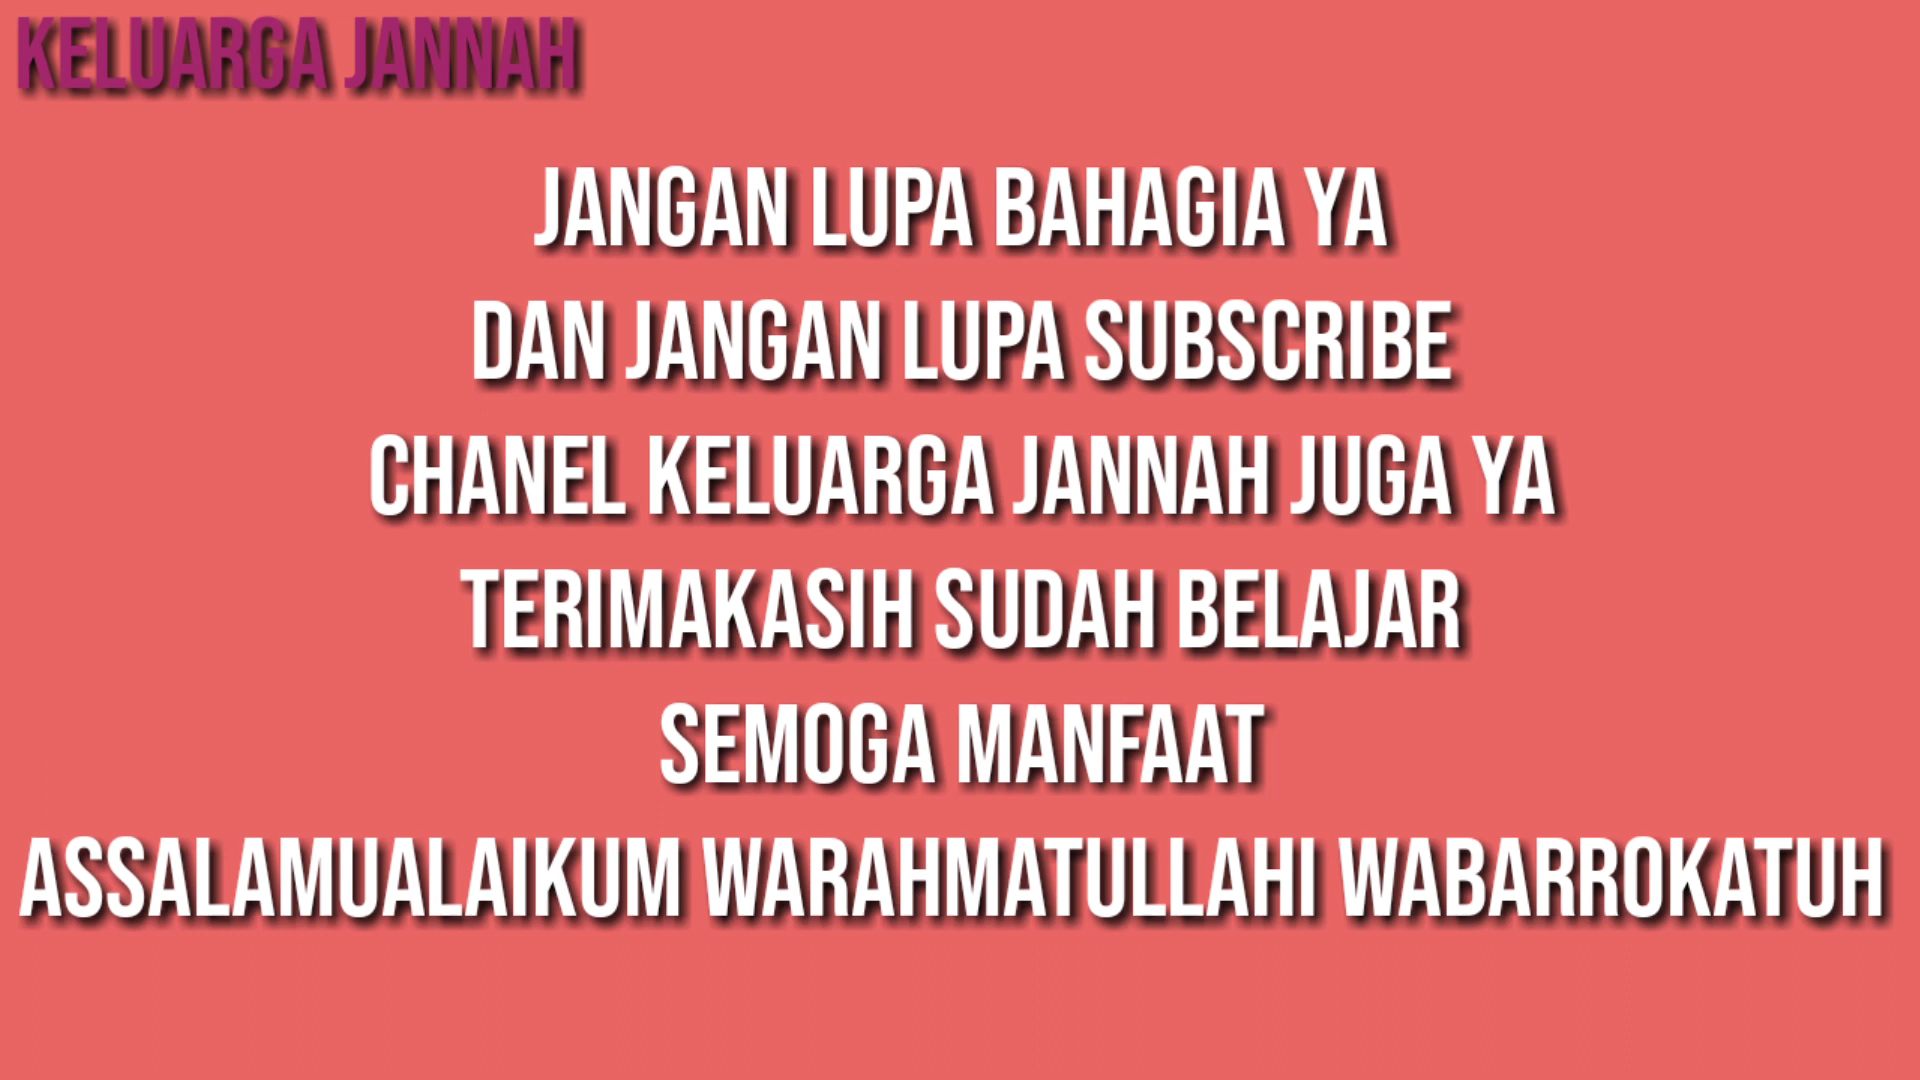 KELUARGA JANNAH
JANGAN LUPA BAHAGIA YA
DAN JANGAN LUPA SUBSCRIBE
CHANEL KELUARGA JANNAH JUGA YA
TERIMAKASIH SUDAH BELAJAR
SEMOGA MANFAAT
ASSALAMUALAIKUM WARAHMATULLAHI WABARROKATUH